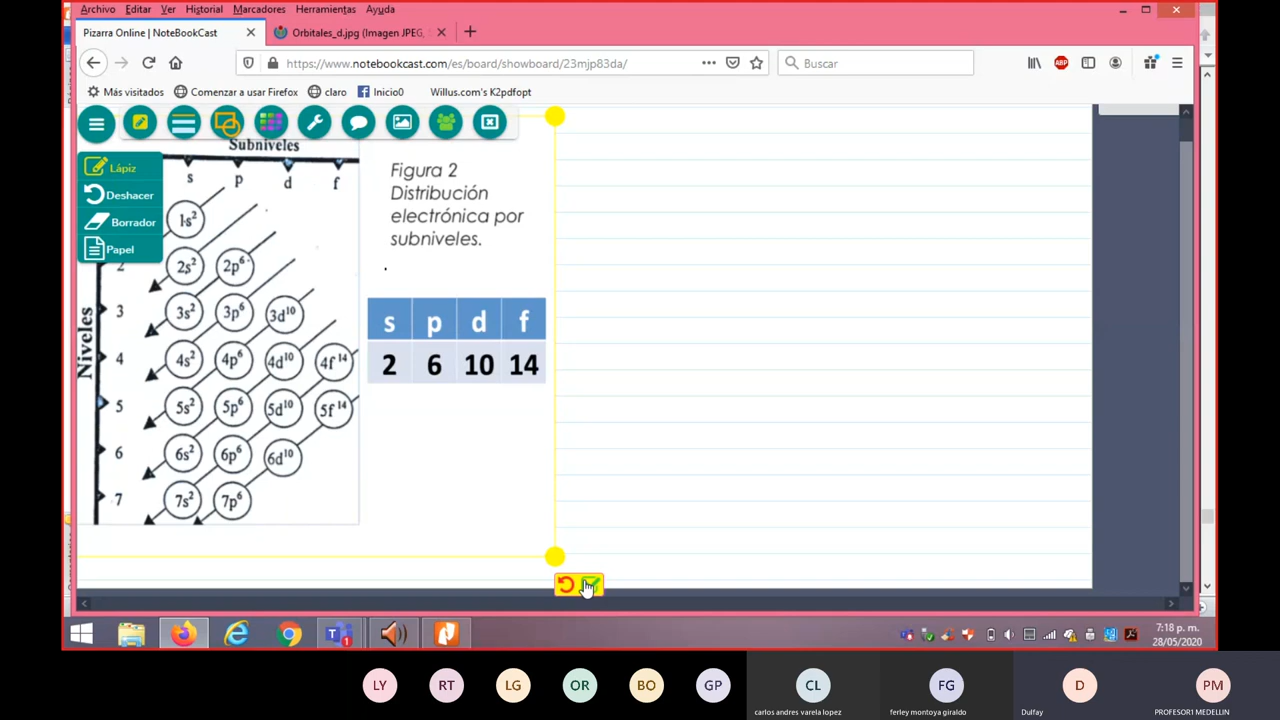 Archivo Editar Ver Historial Marcadores Herramientas Ayuda
Pizarra Online | NoteBookCast
Orbitales_d.jpg (Imagen JPEG,
https://www.notebookcast.com/es/board/showboard/23mjp83da/
Buscar
ABP
Más visitados Comenzar a usar Firefox claro Inicio0 Willus.com's K2pdfopt
Lápiz
Deshacer
Borrador
Papel
Subniveles
s p d f
Niveles
1s²
2 2s² 2p⁶
3 3s² 3p⁶ 3d¹⁰
4 4s² 4p⁶ 4d¹⁰ 4f¹⁴
5 5s² 5p⁶ 5d¹⁰ 5f¹⁴
6 6s² 6p⁶ 6d¹⁰
7 7s² 7p⁶
Figura 2
Distribución
electrónica por
subniveles.
s p d f
2 6 10 14
7:18 p. m.
28/05/2020
LY RT LG OR BO GP CL FG D PM
carlos andres varela lopez ferley montoya giraldo Dulfay PROFESOR1 MEDELLIN